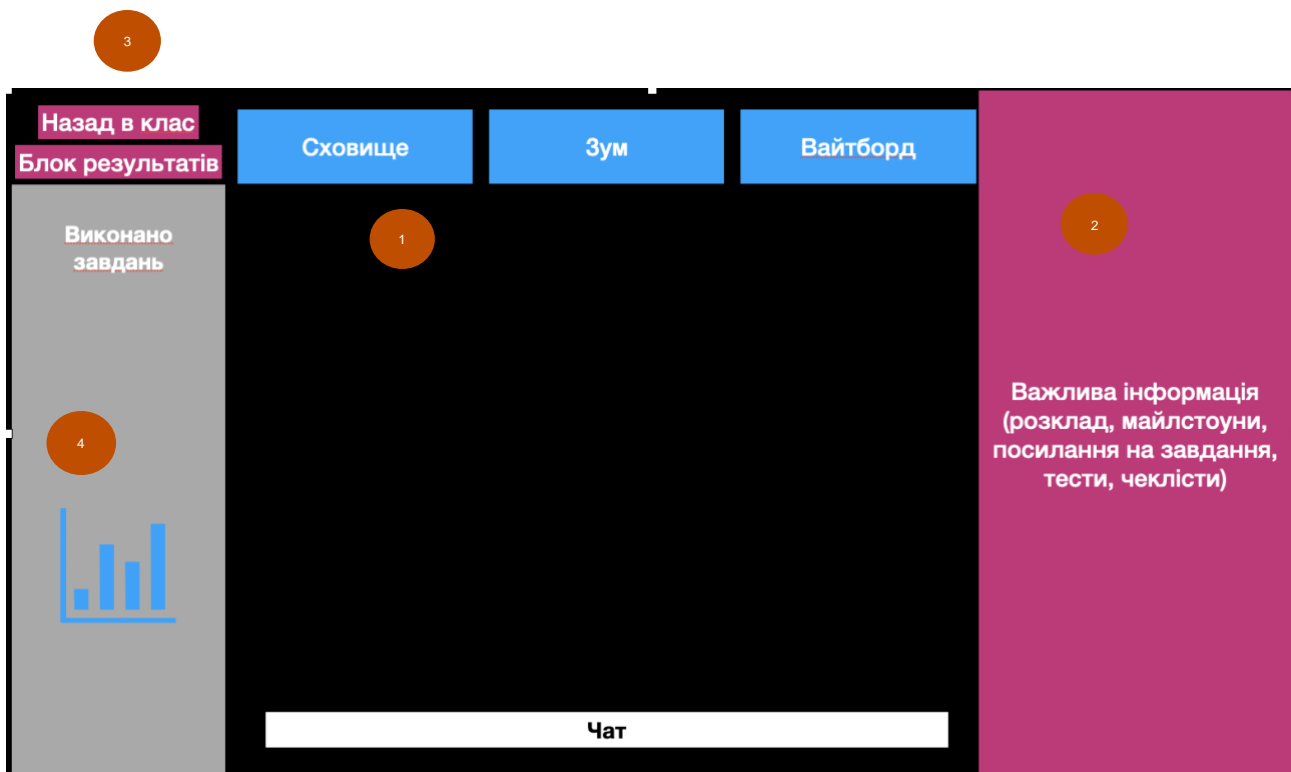 3
Назад в клас
Блок результатів
Сховище
Зум
Вайтборд
Виконано
завдань
1
2
Важлива інформація
(розклад, майлстоуни,
посилання на завдання,
тести, чеклісти)
4
Чат